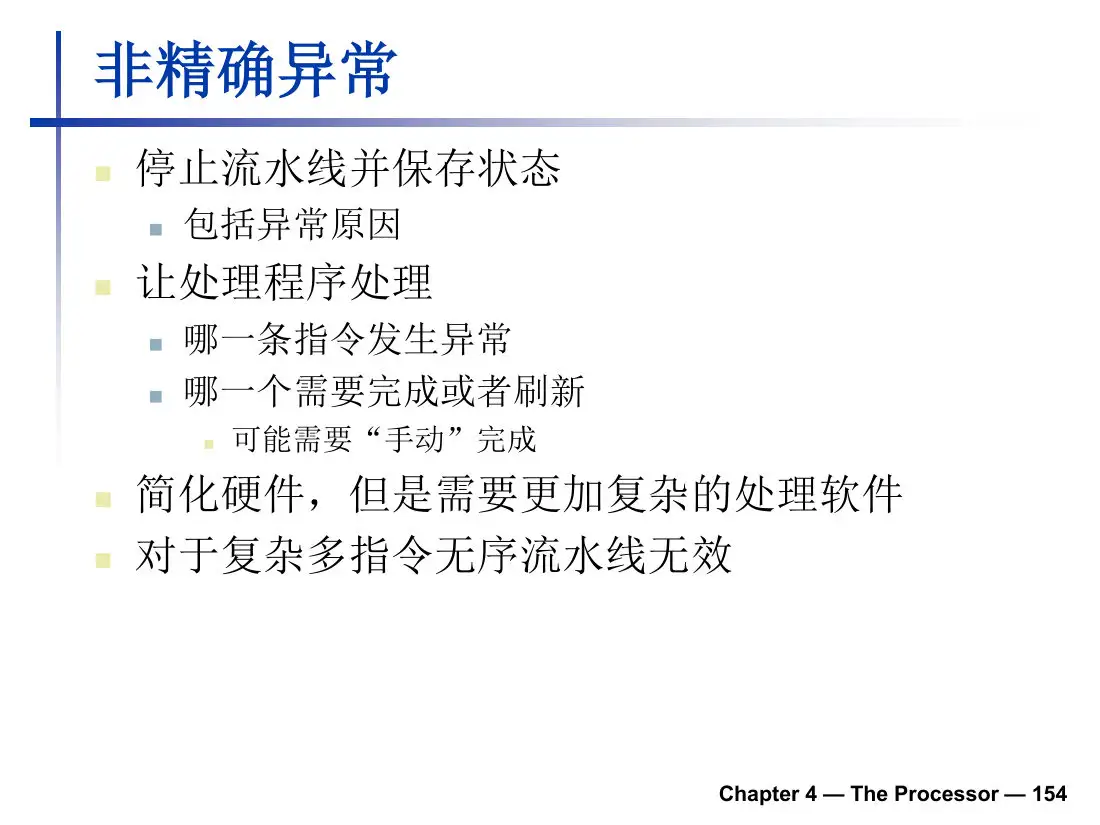 非精确异常
停止流水线并保存状态
包括异常原因
让处理程序处理
哪一条指令发生异常
哪一个需要完成或者刷新
可能需要“手动”完成
简化硬件，但是需要更加复杂的处理软件
对于复杂多指令无序流水线无效
Chapter 4 — The Processor — 154